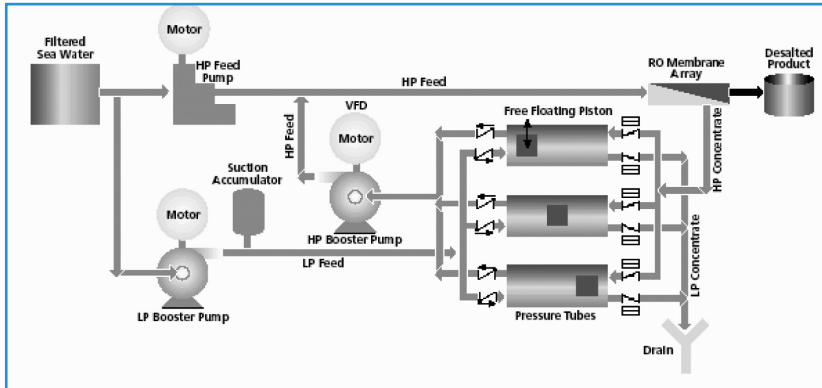 Motor
Filtered
Sea Water
HP Feed
Pump
HP Feed
RO Membrane
Array
Desalted
Product
VFD
HP Feed
Motor
Free Floating Piston
HP Concentrate
Suction
Accumulator
Motor
HP Booster Pump
LP Feed
LP Booster Pump
LP Concentrate
Pressure Tubes
Drain